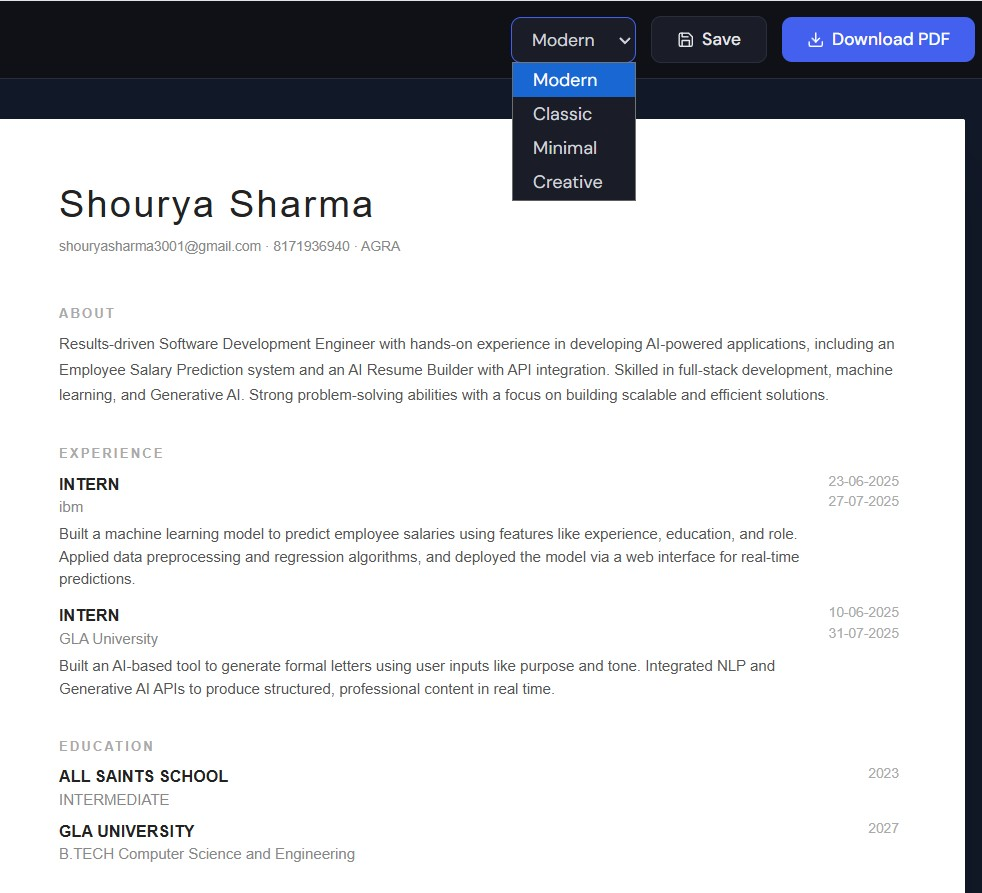 Modern
Save
Download PDF
Modern
Classic
Minimal
Creative
Shourya Sharma
shouryasharma3001@gmail.com · 8171936940 · AGRA
ABOUT
Results-driven Software Development Engineer with hands-on experience in developing AI-powered applications, including an
Employee Salary Prediction system and an AI Resume Builder with API integration. Skilled in full-stack development, machine
learning, and Generative AI. Strong problem-solving abilities with a focus on building scalable and efficient solutions.
EXPERIENCE
INTERN
23-06-2025
ibm
27-07-2025
Built a machine learning model to predict employee salaries using features like experience, education, and role.
Applied data preprocessing and regression algorithms, and deployed the model via a web interface for real-time
predictions.
INTERN
10-06-2025
GLA University
31-07-2025
Built an AI-based tool to generate formal letters using user inputs like purpose and tone. Integrated NLP and
Generative AI APIs to produce structured, professional content in real time.
EDUCATION
ALL SAINTS SCHOOL
2023
INTERMEDIATE
GLA UNIVERSITY
2027
B.TECH Computer Science and Engineering